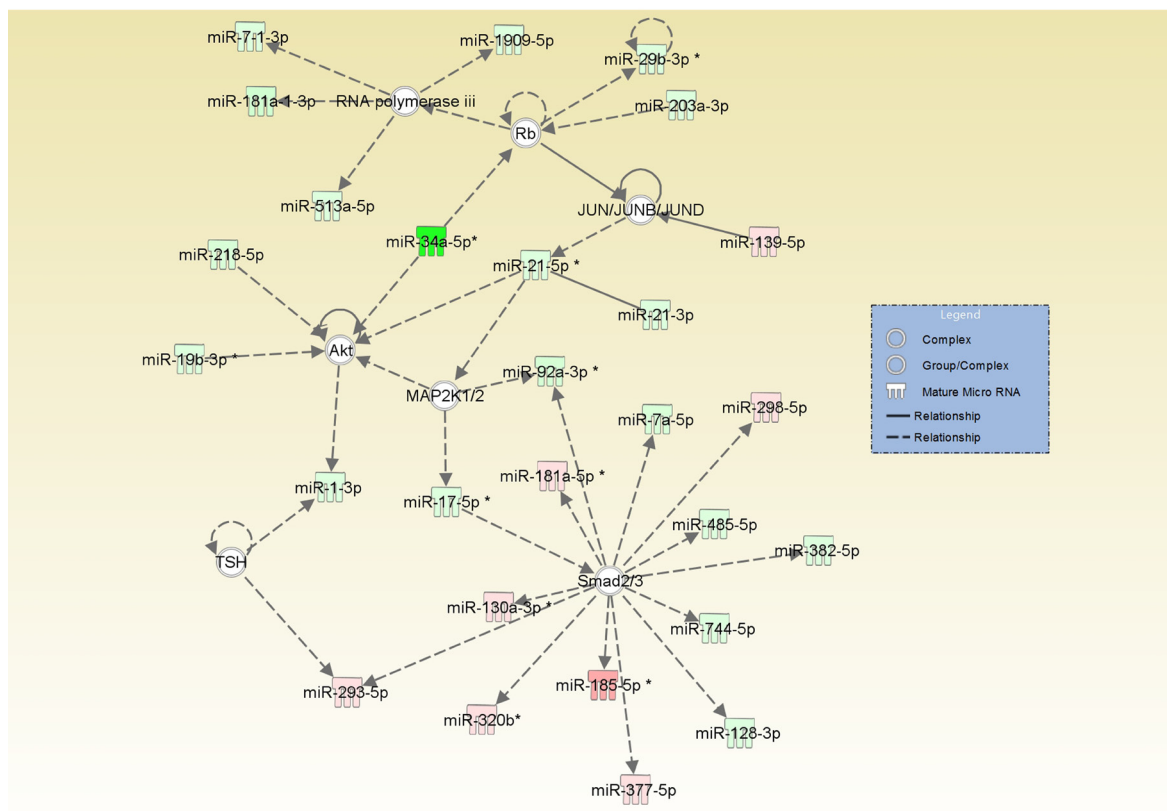 miR-7-1-3p
miR-1909-5p
miR-29b-3p *
miR-181a-1-3p
RNA polymerase iii
miR-203a-3p
Rb
miR-513a-5p
JUN/JUNB/JUND
miR-34a-5p*
miR-139-5p
miR-218-5p
miR-21-5p *
miR-21-3p
Legend
Complex
Group/Complex
Mature Micro RNA
Relationship
Relationship
Akt
miR-19b-3p *
miR-92a-3p *
MAP2K1/2
miR-298-5p
miR-7a-5p
miR-181a-5p *
miR-1-3p
miR-17-5p *
miR-485-5p
miR-382-5p
TSH
Smad2/3
miR-130a-3p *
miR-744-5p
miR-293-5p
miR-185-5p *
miR-320b*
miR-128-3p
miR-377-5p